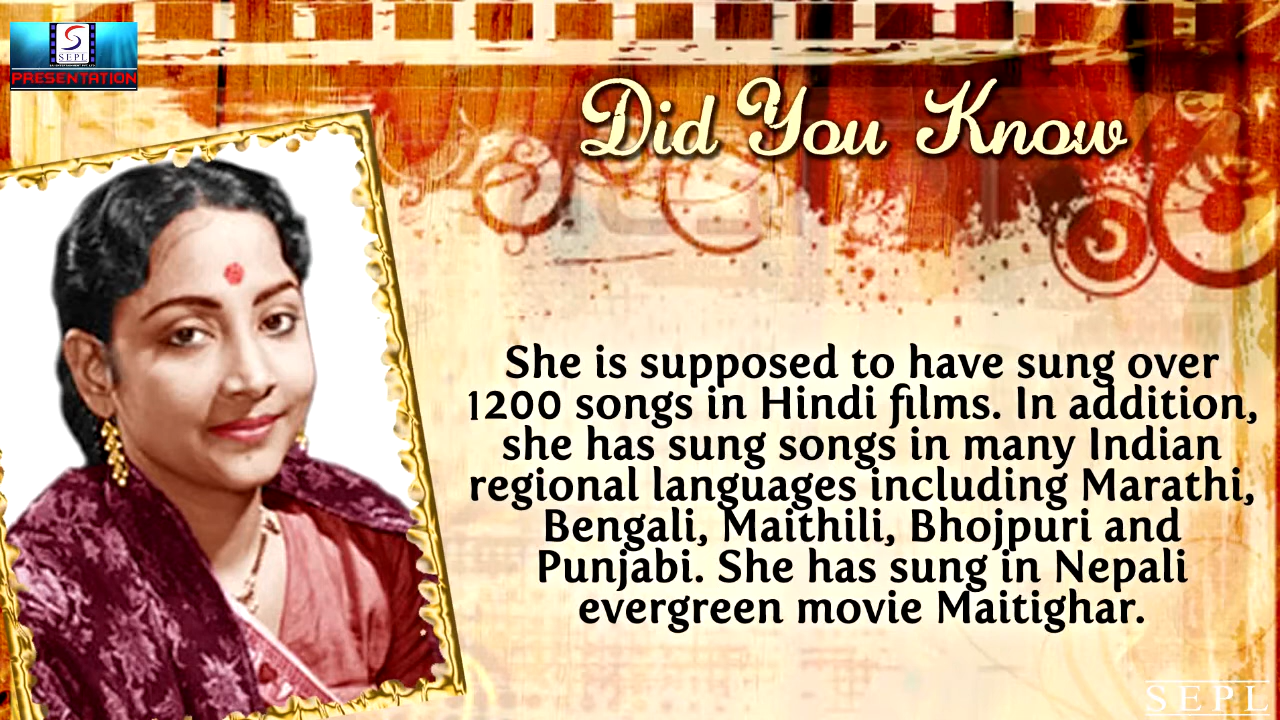 SEPL
PRESENTATION
Did You Know
She is supposed to have sung over
1200 songs in Hindi films. In addition,
she has sung songs in many Indian
regional languages including Marathi,
Bengali, Maithili, Bhojpuri and
Punjabi. She has sung in Nepali
evergreen movie Maitighar.
SEPL